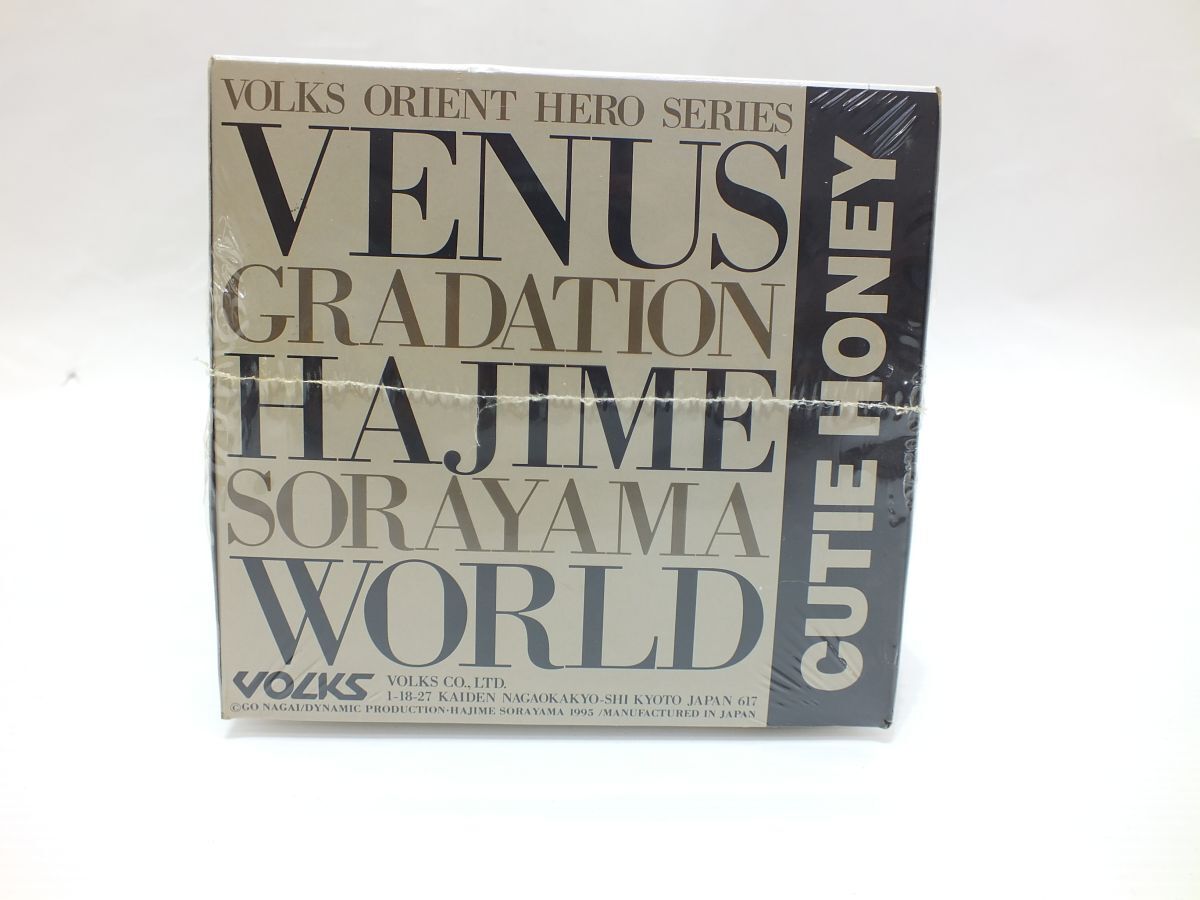 VOLKS ORIENT HERO SERIES
VENUS
GRADATION
HAJIME
SORAYAMA
WORLD
VOLKS
VOLKS CO., LTD.
1-18-27 KAIDEN NAGAOKAKYO-SHI KYOTO JAPAN 617
©GO NAGAI/DYNAMIC PRODUCTION·HAJIME SORAYAMA 1995 /MANUFACTURED IN JAPAN
CUTIE HONEY